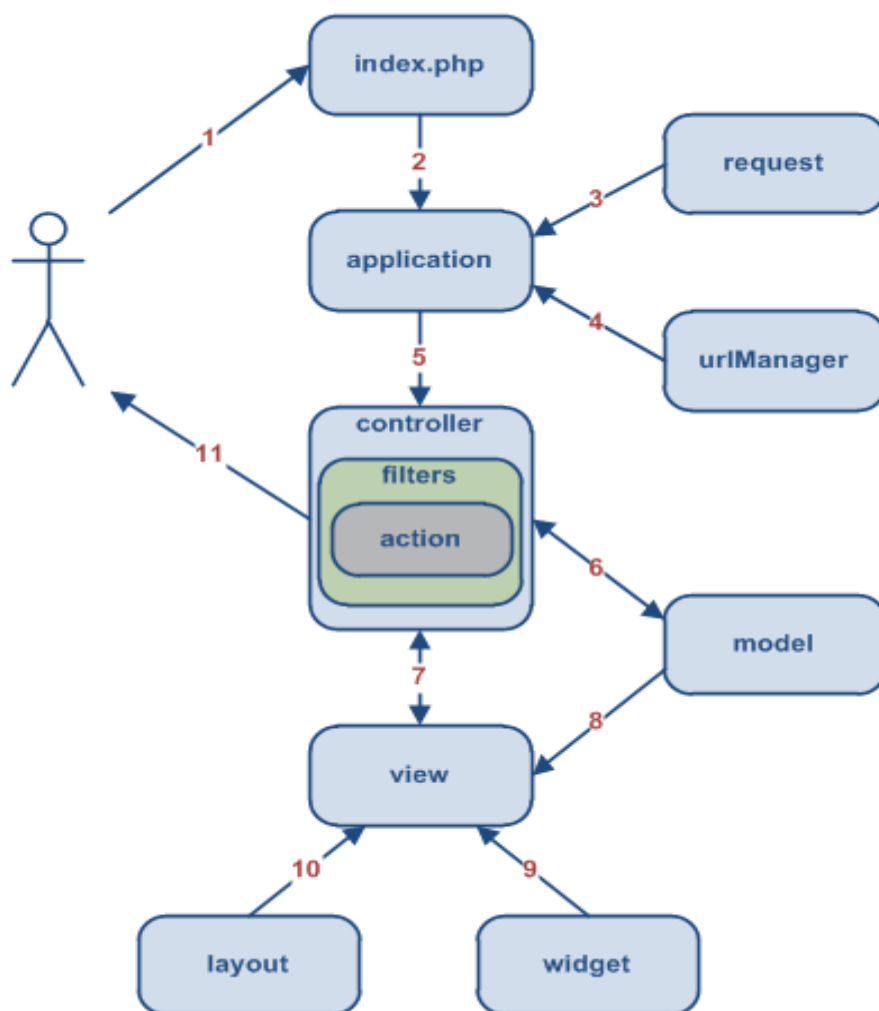 index.php
1
2
request
3
application
4
urlManager
5
controller
11
filters
action
6
model
7
8
view
10
9
layout
widget